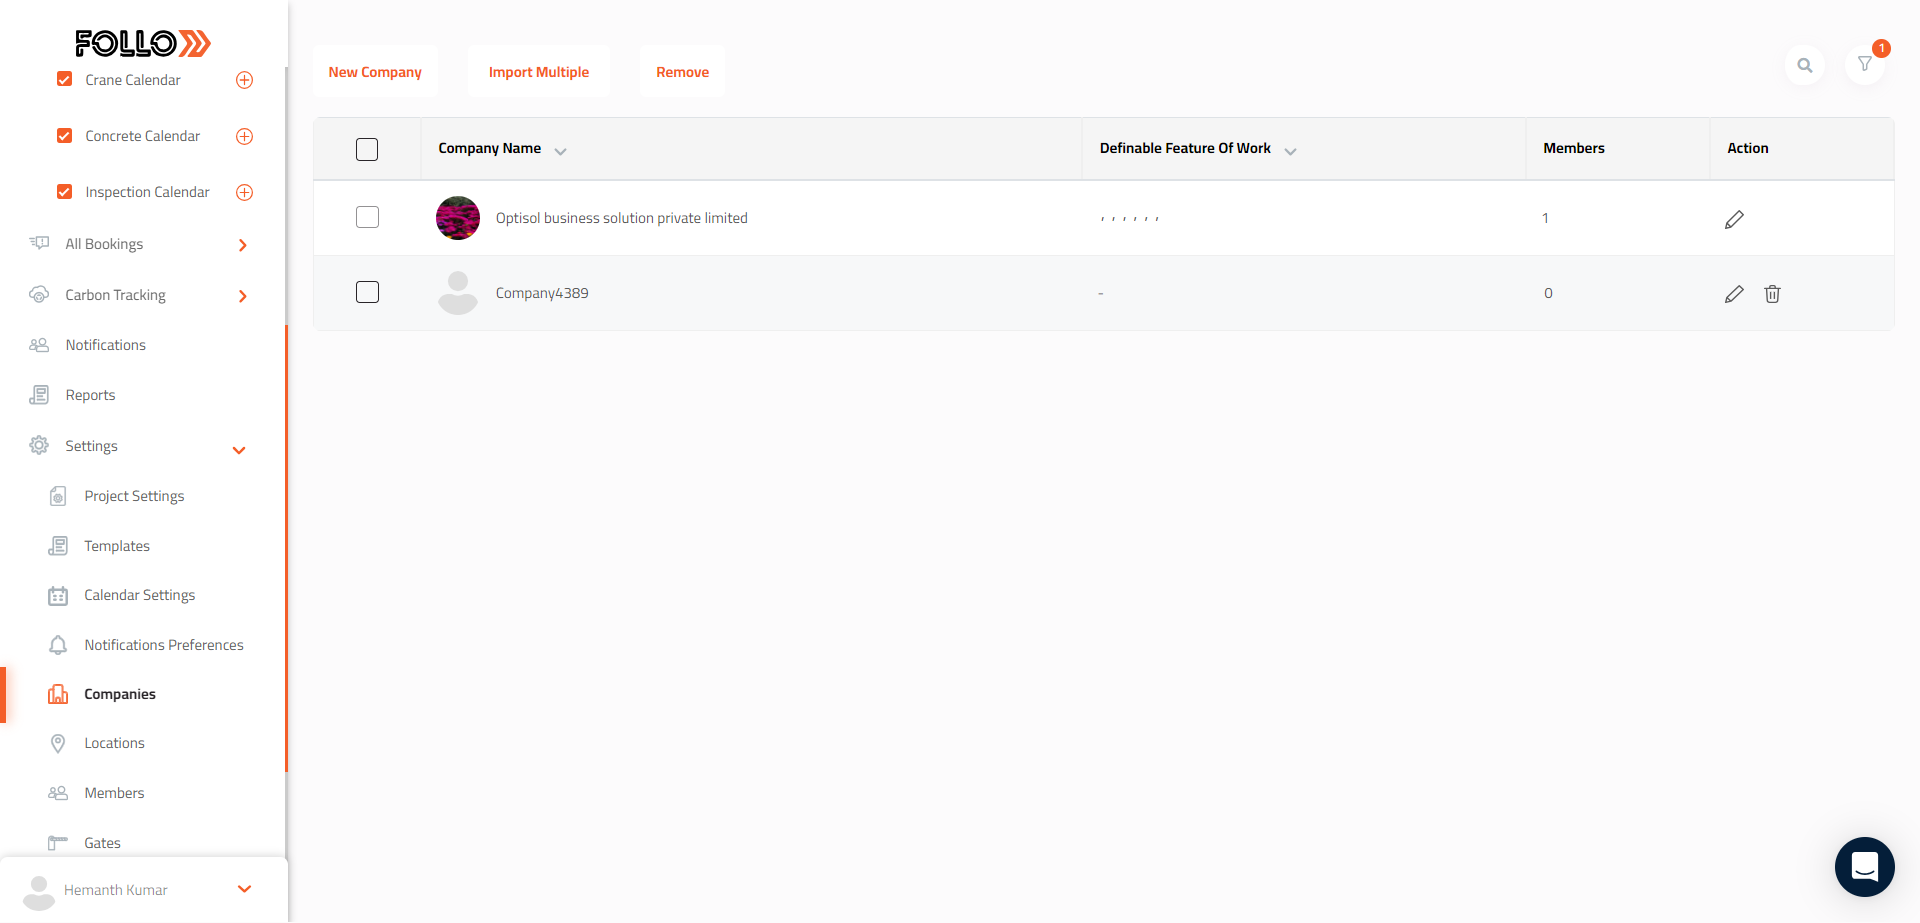 FOLLO
Crane Calendar
Concrete Calendar
Inspection Calendar
All Bookings
Carbon Tracking
Notifications
Reports
Settings
Project Settings
Templates
Calendar Settings
Notifications Preferences
Companies
Locations
Members
Gates
Hemanth Kumar
New Company Import Multiple Remove
1
Company Name Definable Feature Of Work Members Action
Optisol business solution private limited , , , , , , 1
Company4389 - 0